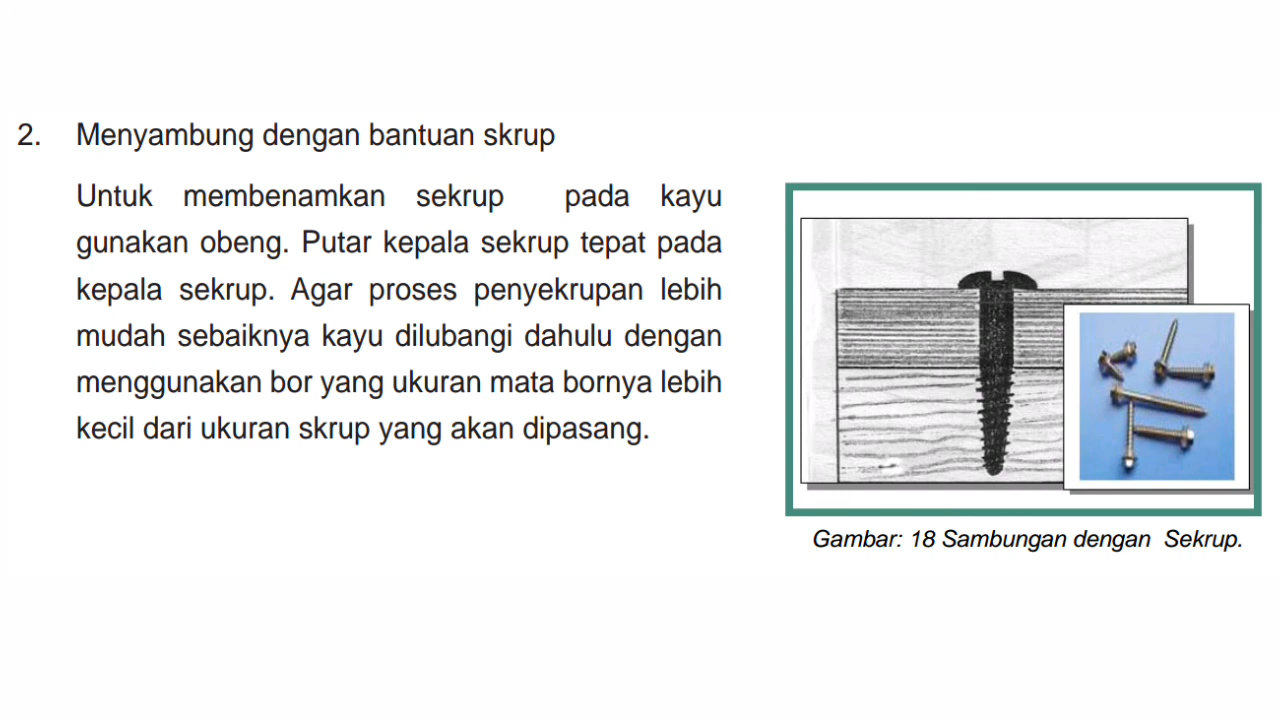 2. Menyambung dengan bantuan skrup
Untuk membenamkan sekrup pada kayu
gunakan obeng. Putar kepala sekrup tepat pada
kepala sekrup. Agar proses penyekrupan lebih
mudah sebaiknya kayu dilubangi dahulu dengan
menggunakan bor yang ukuran mata bornya lebih
kecil dari ukuran skrup yang akan dipasang.
Gambar: 18 Sambungan dengan Sekrup.